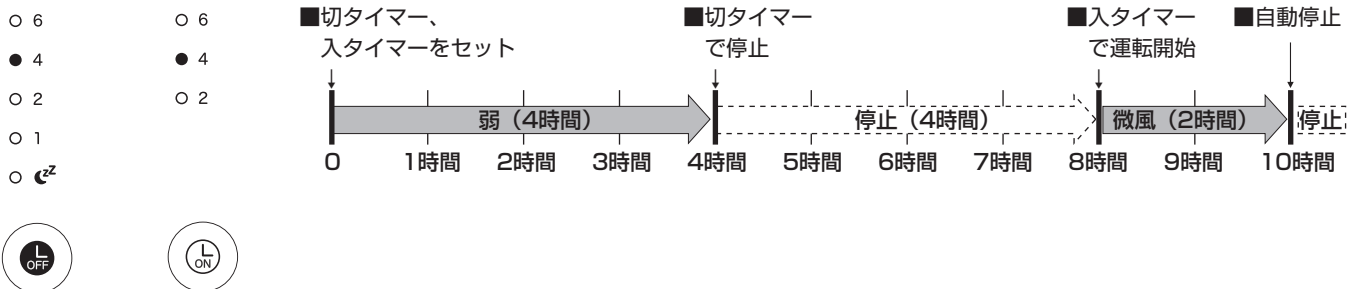 6
4
2
1
zZ
OFF
6
4
2
ON
■切タイマー、
入タイマーをセット
■切タイマー
で停止
■入タイマー
で運転開始
■自動停止
弱（4時間）
停止（4時間）
微風（2時間）
停止
0 1時間 2時間 3時間 4時間 5時間 6時間 7時間 8時間 9時間 10時間